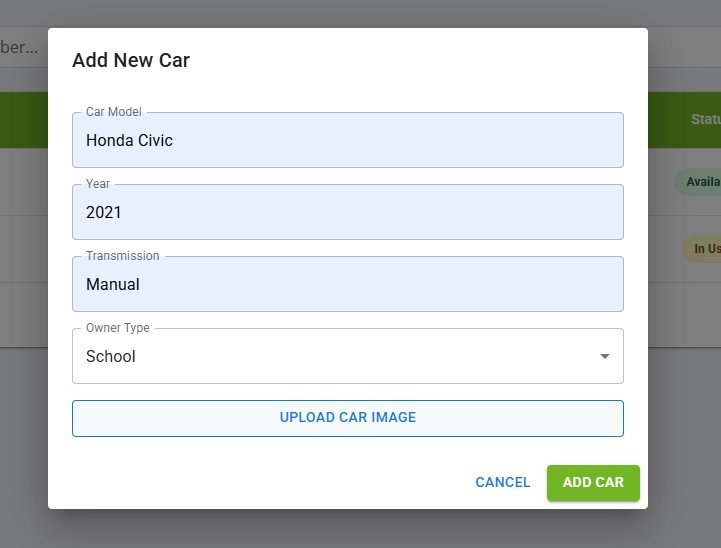 ber...
Add New Car
Car Model
Honda Civic
Year
2021
Transmission
Manual
Owner Type
School
UPLOAD CAR IMAGE
CANCEL
ADD CAR
Statu
Availa
In Us